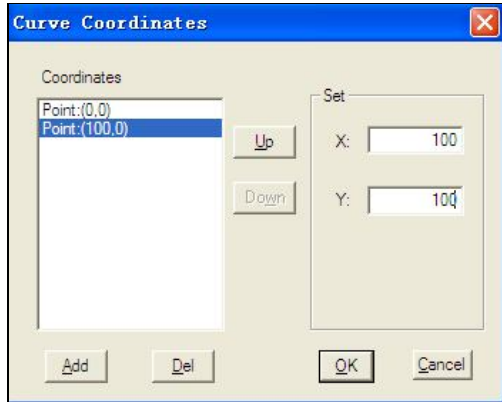 Curve Coordinates
Coordinates
Point:(0,0)
Point:(100,0)
Up
Down
Set
X: 100
Y: 100
Add
Del
OK
Cancel